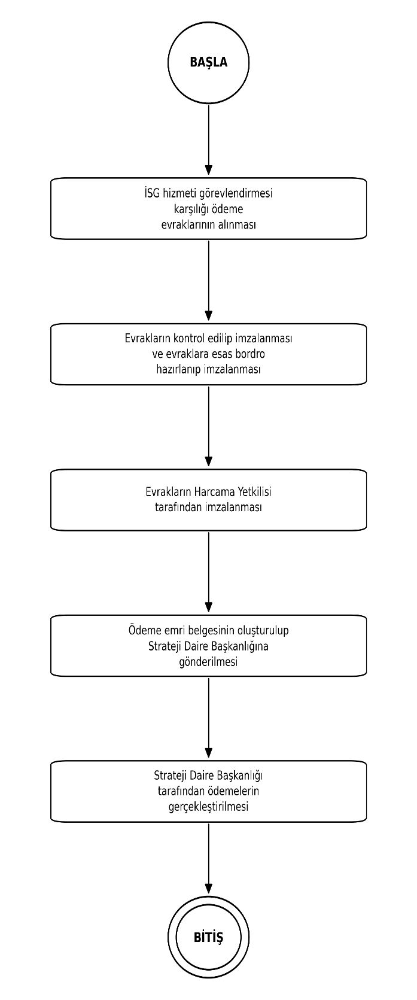 BAŞLA
İSG hizmeti görevlendirmesi
karşılığı ödeme
evraklarının alınması
Evrakların kontrol edilip imzalanması
ve evraklara esas bordro
hazırlanıp imzalanması
Evrakların Harcama Yetkilisi
tarafından imzalanması
Ödeme emri belgesinin oluşturulup
Strateji Daire Başkanlığına
gönderilmesi
Strateji Daire Başkanlığı
tarafından ödemelerin
gerçekleştirilmesi
BİTİŞ